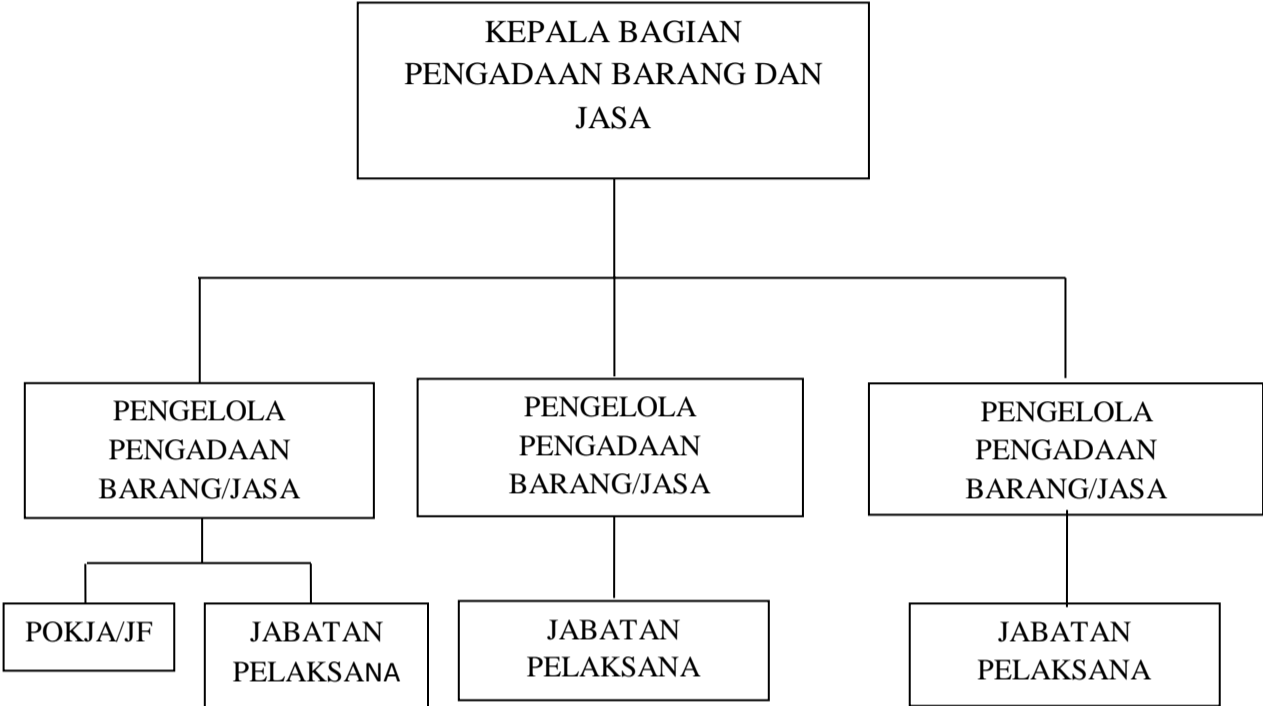 KEPALA BAGIAN
PENGADAAN BARANG DAN
JASA
PENGELOLA
PENGADAAN
BARANG/JASA
PENGELOLA
PENGADAAN
BARANG/JASA
PENGELOLA
PENGADAAN
BARANG/JASA
POKJA/JF
JABATAN
PELAKSANA
JABATAN
PELAKSANA
JABATAN
PELAKSANA